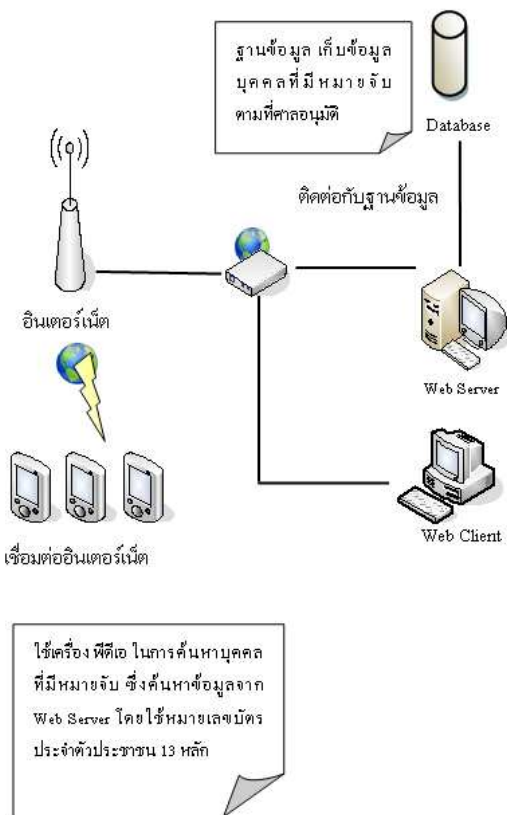 ฐานข้อมูล เก็บข้อมูล
บุคคลที่มีหมายจับ
ตามที่ศาลอนุมัติ
Database
ติดต่อกับฐานข้อมูล
อินเตอร์เน็ต
Web Server
Web Client
เชื่อมต่ออินเตอร์เน็ต
ใช้เครื่อง พีดีเอ ในการค้นหาบุคคล
ที่มีหมายจับ ซึ่งค้นหาข้อมูลจาก
Web Server โดยใช้หมายเลขบัตร
ประจำตัวประชาชน 13 หลัก